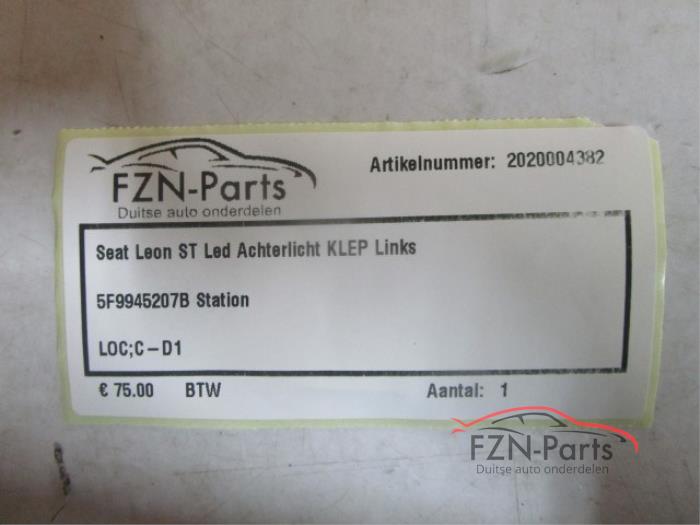 FZN-Parts
Duitse auto onderdelen
Artikelnummer: 2020004382
Seat Leon ST Led Achterlicht KLEP Links
5F9945207B Station
LOC;C-D1
€ 75.00 BTW Aantal: 1
FZN-Parts
Duitse auto onderdelen